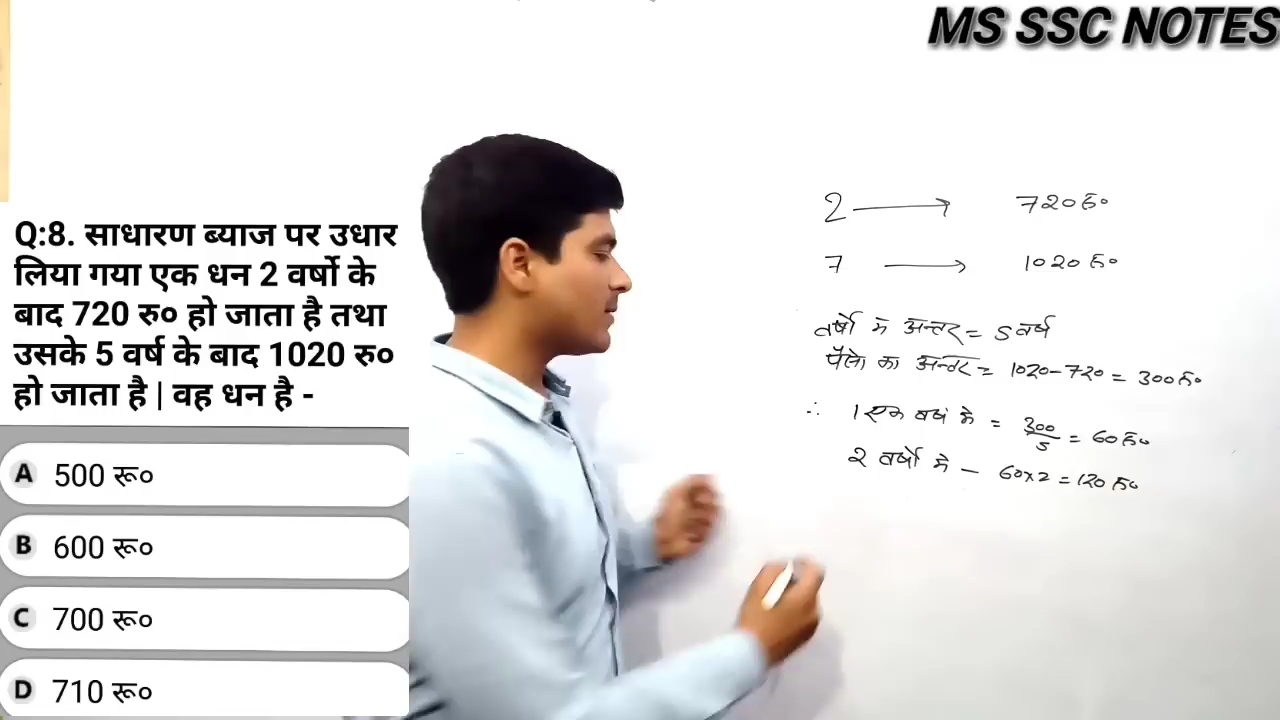 MS SSC NOTES
Q:8. साधारण ब्याज पर उधार
लिया गया एक धन 2 वर्षो के
बाद 720 रु० हो जाता है तथा
उसके 5 वर्ष के बाद 1020 रु०
हो जाता है | वह धन है -
A 500 रू०
B 600 रू०
C 700 रू०
D 710 रू०
2 → 720 रु०
7 → 1020 रु०
वर्षो मे अन्तर = 5 वर्ष
पैसो का अन्तर = 1020-720 = 300 रु०
∴ 1 एक वर्ष मे = 300/5 = 60 रु०
2 वर्षो मे - 60x2 = 120 रु०